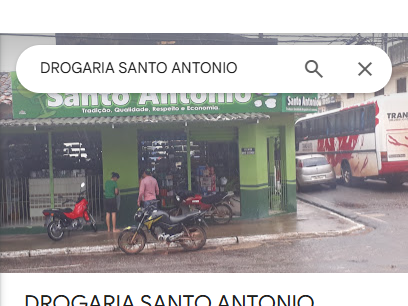 DROGARIA SANTO ANTONIO
Santo Antonio
Santo Antonio
Tradição, Qualidade, Respeito e Economia.
TRAN
DROGARIA SANTO ANTONIO